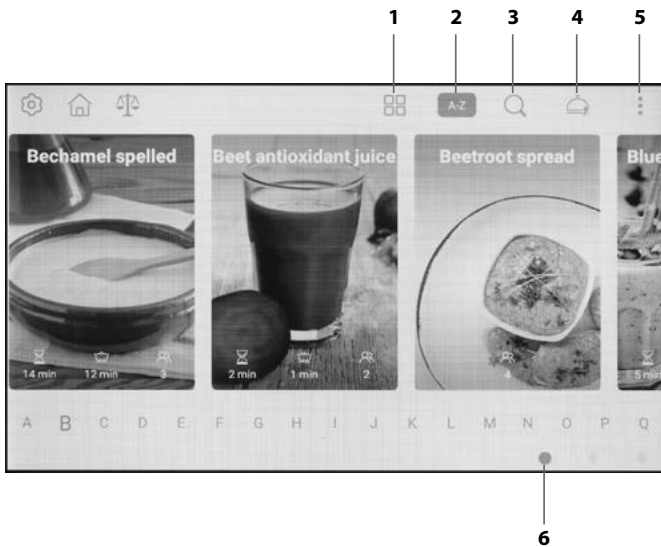 1 2 3 4 5
A-Z
Bechamel spelled Beet antioxidant juice Beetroot spread Blue
14 min 12 min 3 2 min 1 min 2 4 5 min
A B C D E F G H I J K L M N O P Q
6